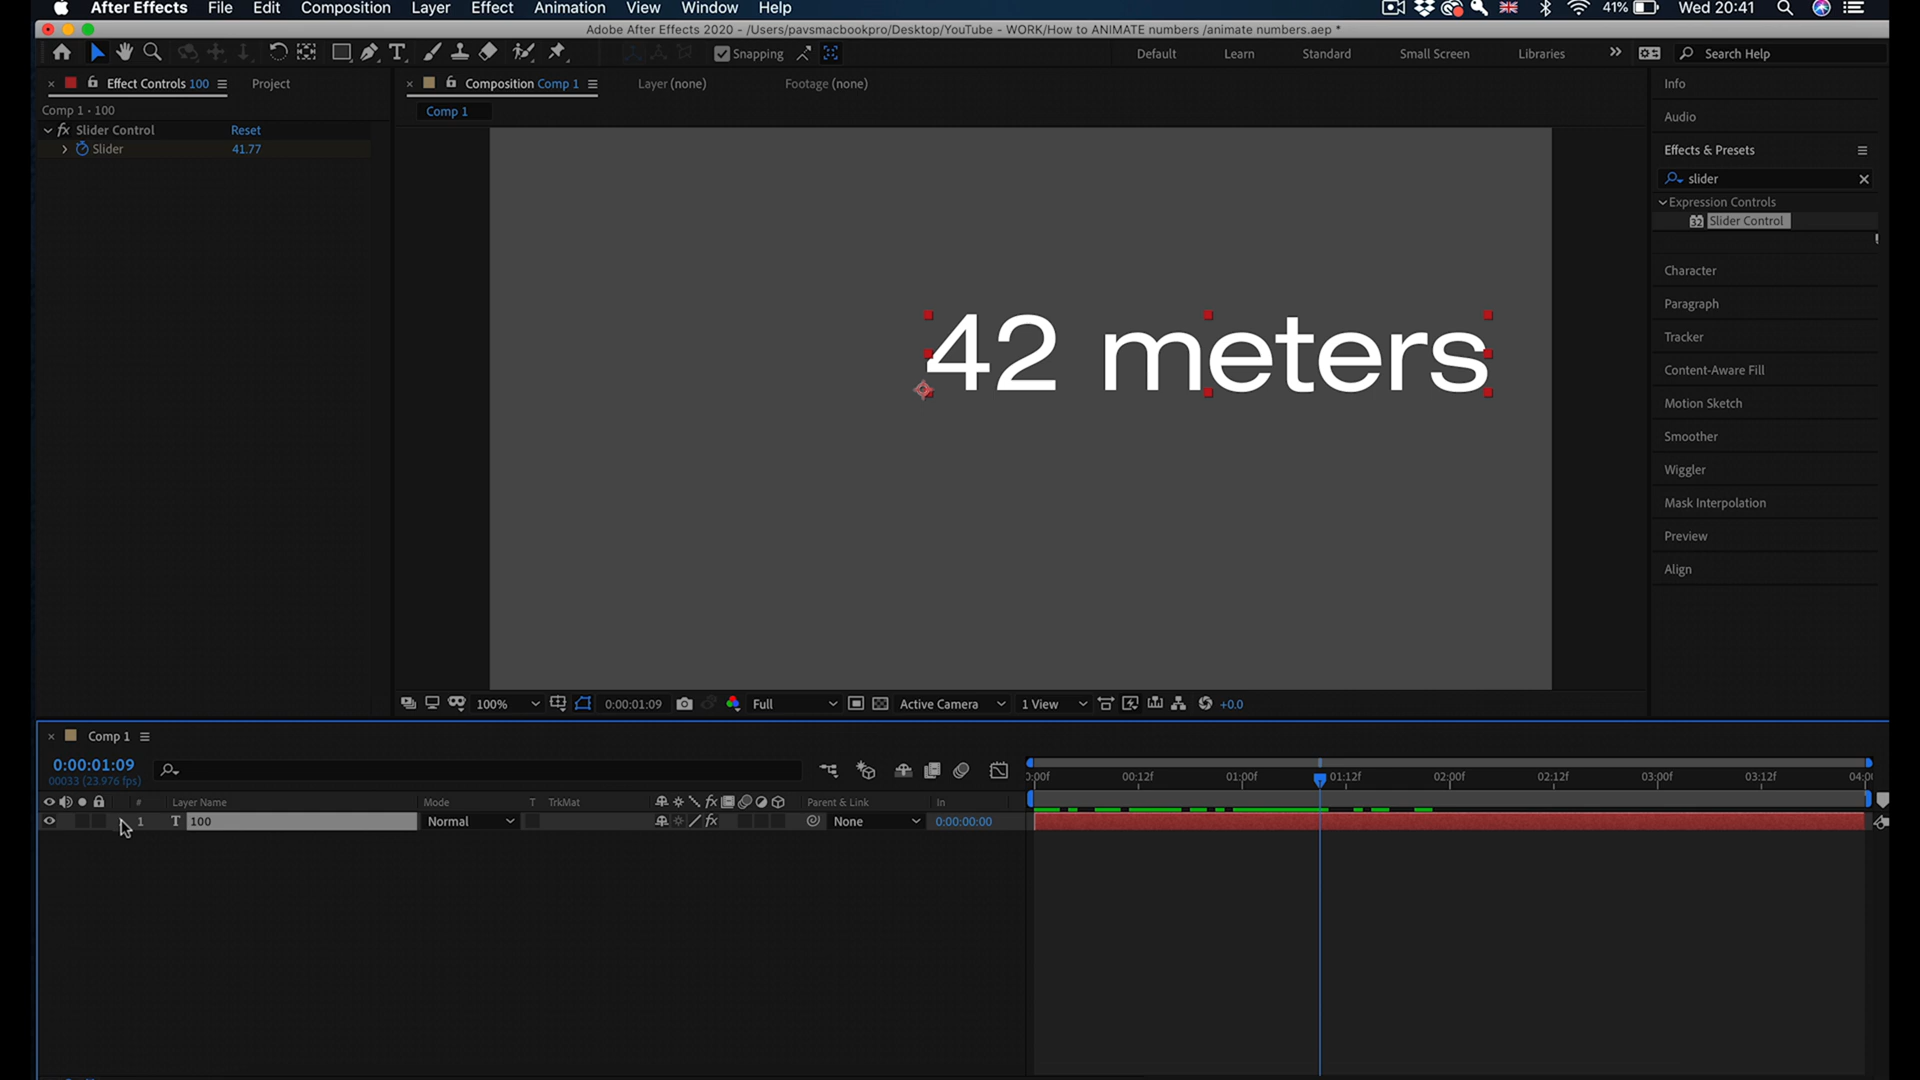 After Effects File Edit Composition Layer Effect Animation View Window Help 41% Wed 20:41
Adobe After Effects 2020 - /Users/pavsmacbookpro/Desktop/YouTube - WORK/How to ANIMATE numbers /animate numbers.aep *
Snapping Default Learn Standard Small Screen Libraries Search Help
Effect Controls 100 Project Composition Comp 1 Layer (none) Footage (none) Info
Comp 1 • 100 Comp 1
Slider Control Reset
Slider 41.77
Audio
Effects & Presets
slider
Expression Controls
32 Slider Control
Character
Paragraph
Tracker
Content-Aware Fill
Motion Sketch
Smoother
Wiggler
Mask Interpolation
Preview
Align
42 meters
100% 0:00:01:09 Full Active Camera 1 View +0.0
Comp 1
0:00:01:09
00033 (23.976 fps)
:00f 00:12f 01:00f 01:12f 02:00f 02:12f 03:00f 03:12f 04:0
# Layer Name Mode T TrkMat fx Parent & Link In
1 T 100 Normal fx None 0:00:00:00